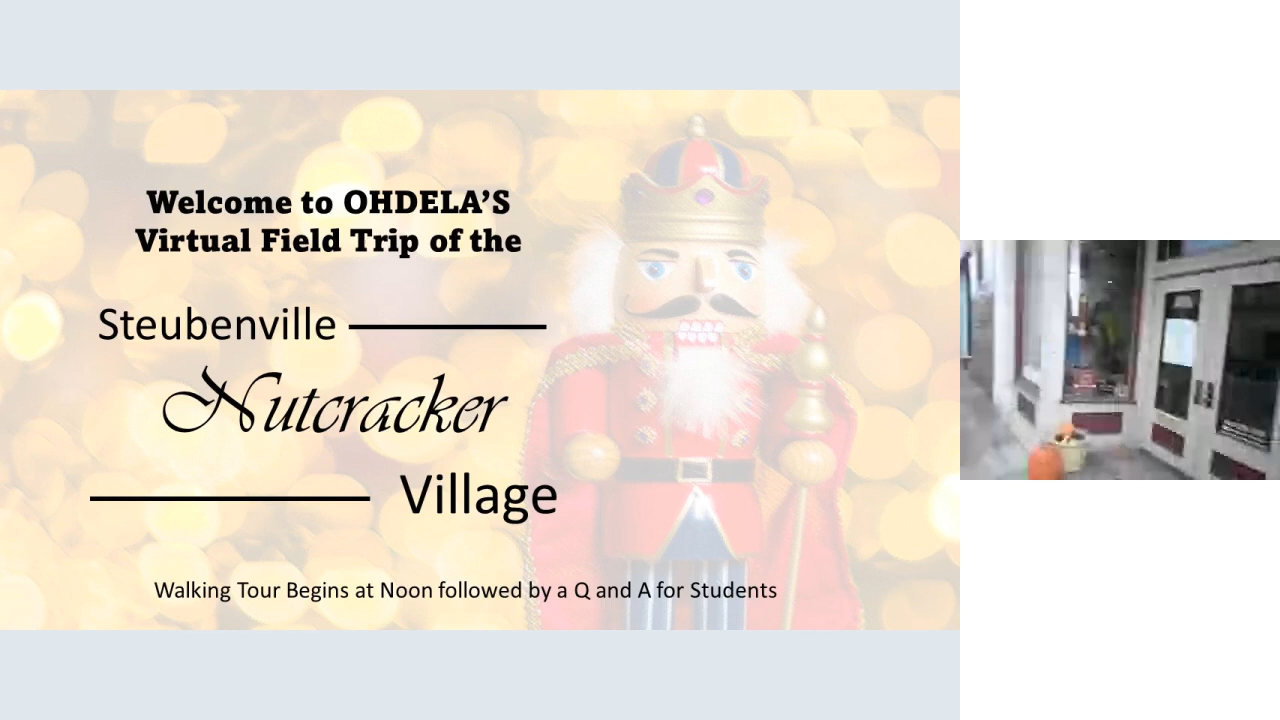 Welcome to OHDELA’S
Virtual Field Trip of the
Steubenville
Nutcracker
Village
Walking Tour Begins at Noon followed by a Q and A for Students